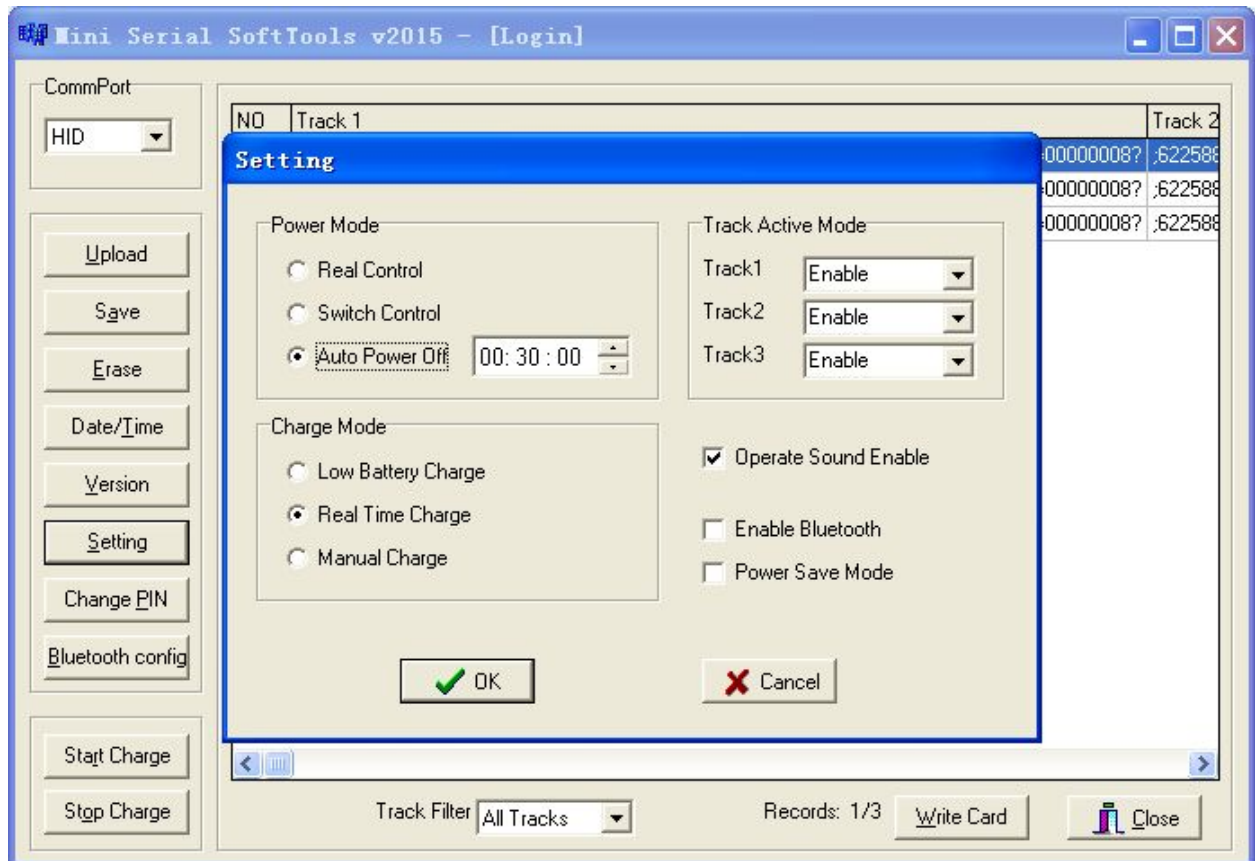 Mini Serial SoftTools v2015 - [Login]
CommPort
HID
NO Track 1 Track 2
=00000008? ;622588
=00000008? ;622588
=00000008? ;622588
Upload
Save
Erase
Date/Time
Version
Setting
Change PIN
Bluetooth config
Start Charge
Stop Charge
Setting
Power Mode
Real Control
Switch Control
Auto Power Off 00: 30 : 00
Track Active Mode
Track1 Enable
Track2 Enable
Track3 Enable
Charge Mode
Low Battery Charge
Real Time Charge
Manual Charge
Operate Sound Enable
Enable Bluetooth
Power Save Mode
OK
Cancel
Track Filter All Tracks Records: 1/3 Write Card Close